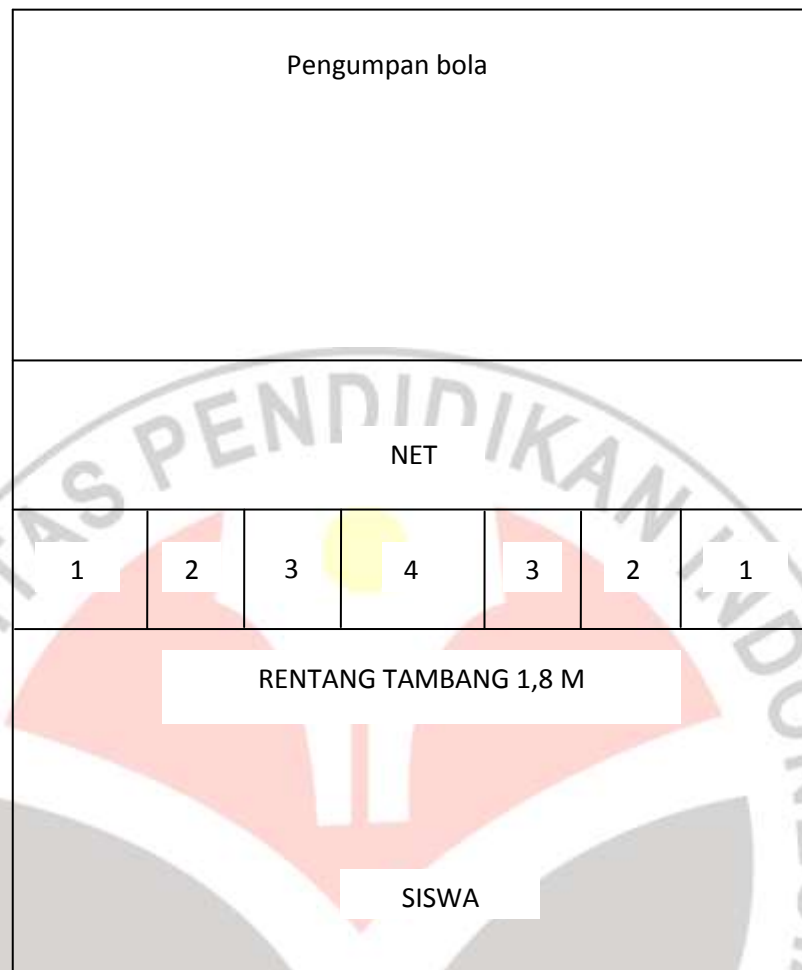 Pengumpan bola
NET
1 2 3 4 3 2 1
RENTANG TAMBANG 1,8 M
SISWA